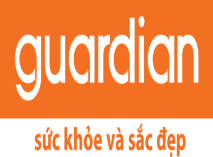 guardian
sức khỏe và sắc đẹp